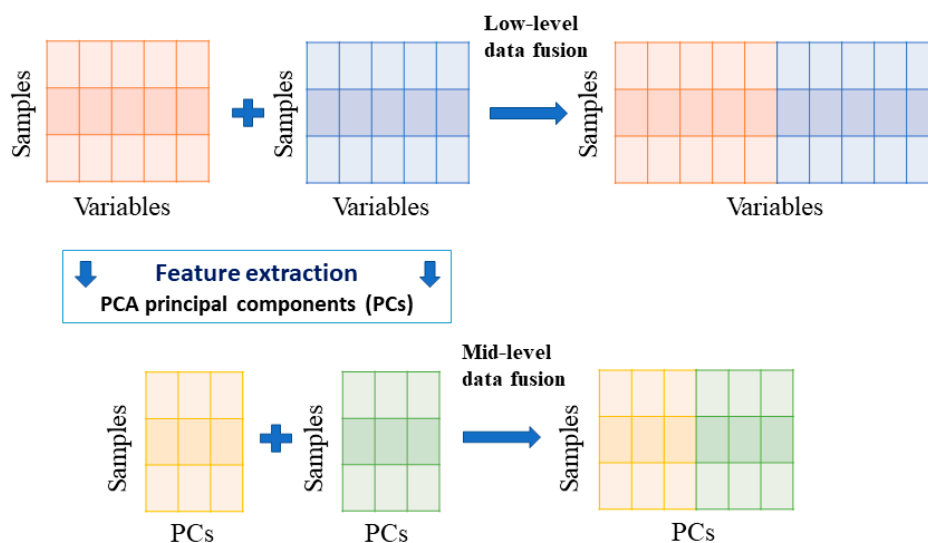 Low-level
data fusion
Samples
Samples
Samples
Variables
Variables
Variables
Feature extraction
PCA principal components (PCs)
Mid-level
data fusion
Samples
Samples
Samples
PCs
PCs
PCs